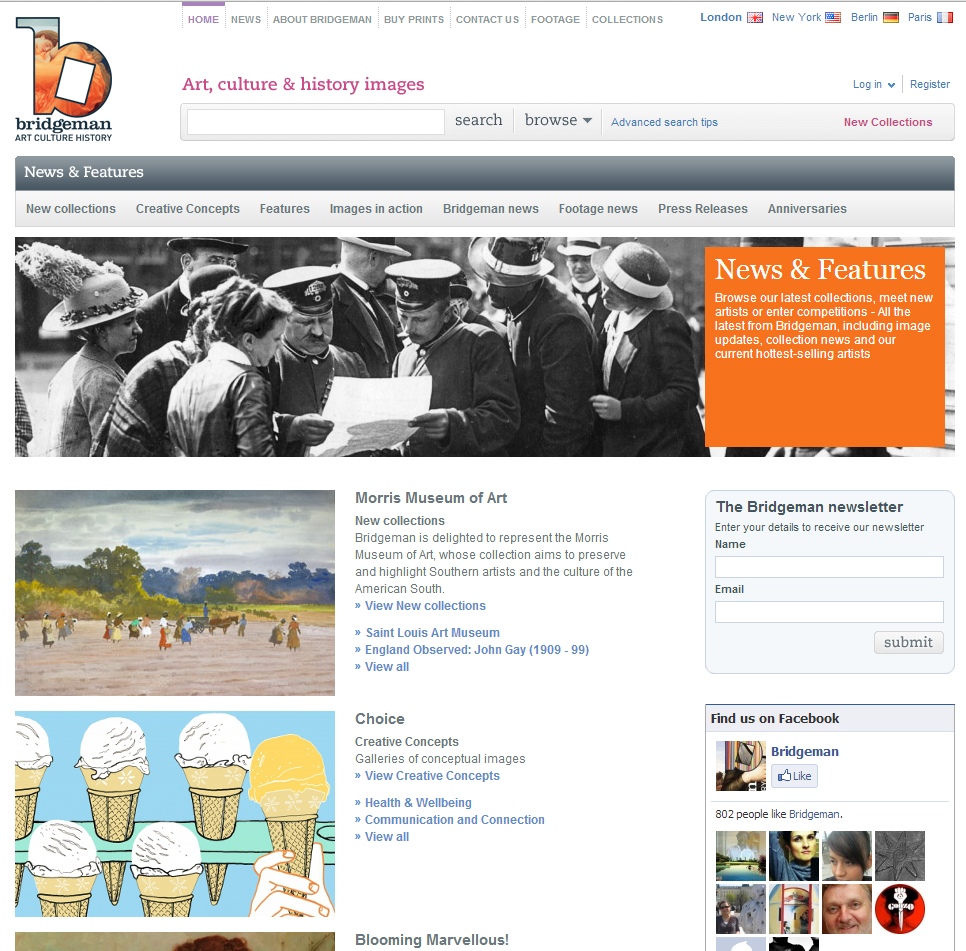 HOME NEWS ABOUT BRIDGEMAN BUY PRINTS CONTACT US FOOTAGE COLLECTIONS
London New York Berlin Paris
b
bridgeman
ART CULTURE HISTORY
Art, culture & history images
Log in Register
search browse Advanced search tips New Collections
News & Features
New collections Creative Concepts Features Images in action Bridgeman news Footage news Press Releases Anniversaries
News & Features
Browse our latest collections, meet new
artists or enter competitions - All the
latest from Bridgeman, including image
updates, collection news and our
current hottest-selling artists
Morris Museum of Art
New collections
Bridgeman is delighted to represent the Morris
Museum of Art, whose collection aims to preserve
and highlight Southern artists and the culture of the
American South.
» View New collections
» Saint Louis Art Museum
» England Observed: John Gay (1909 - 99)
» View all
The Bridgeman newsletter
Enter your details to receive our newsletter
Name
Email
submit
Choice
Creative Concepts
Galleries of conceptual images
» View Creative Concepts
» Health & Wellbeing
» Communication and Connection
» View all
Find us on Facebook
Bridgeman
Like
802 people like Bridgeman.
GONZO
Blooming Marvellous!